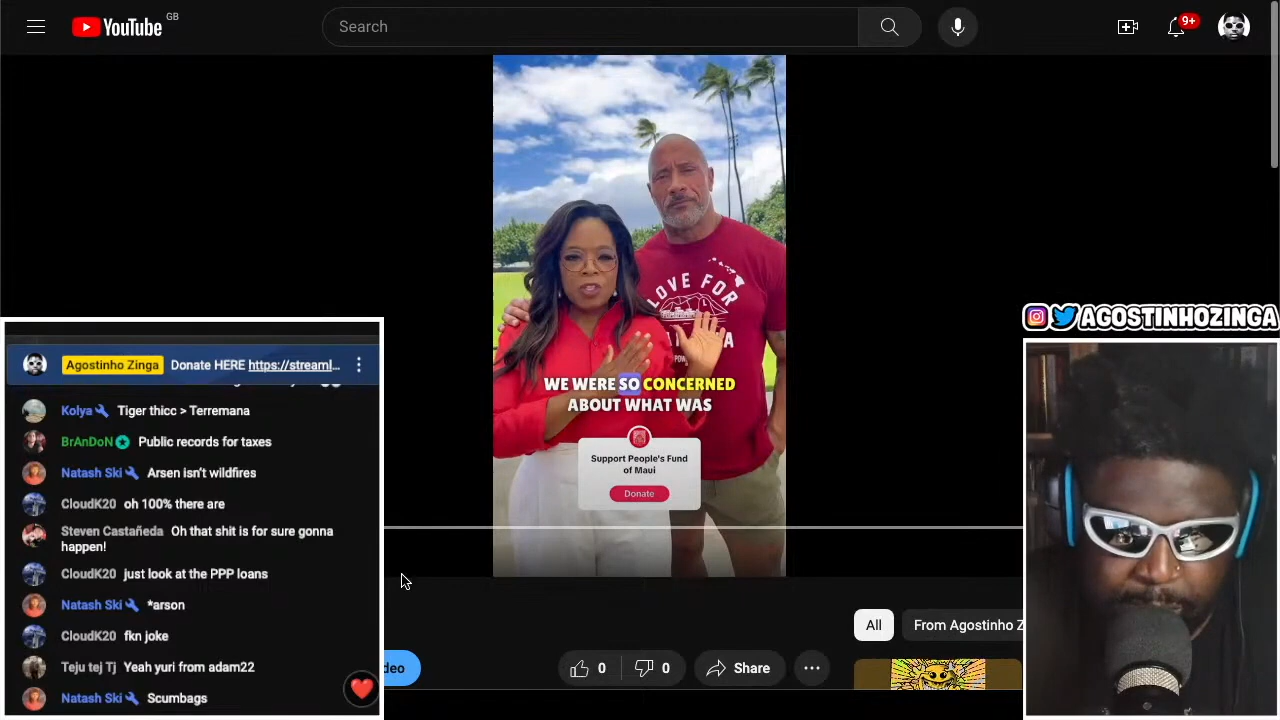 YouTube GB
Search
9+
LOVE FOR
WE WERE SO CONCERNED
ABOUT WHAT WAS
Support People's Fund
of Maui
Donate
AGOSTINHOZINGA
Agostinho Zinga Donate HERE https://streaml...
Kolya Tiger thicc > Terremana
BrAnDoN Public records for taxes
Natash Ski Arsen isn't wildfires
CloudK20 oh 100% there are
Steven Castañeda Oh that shit is for sure gonna
happen!
CloudK20 just look at the PPP loans
Natash Ski *arson
CloudK20 fkn joke
Teju tej Tj Yeah yuri from adam22
Natash Ski Scumbags
All
From Agostinho Z
deo
0
0
Share